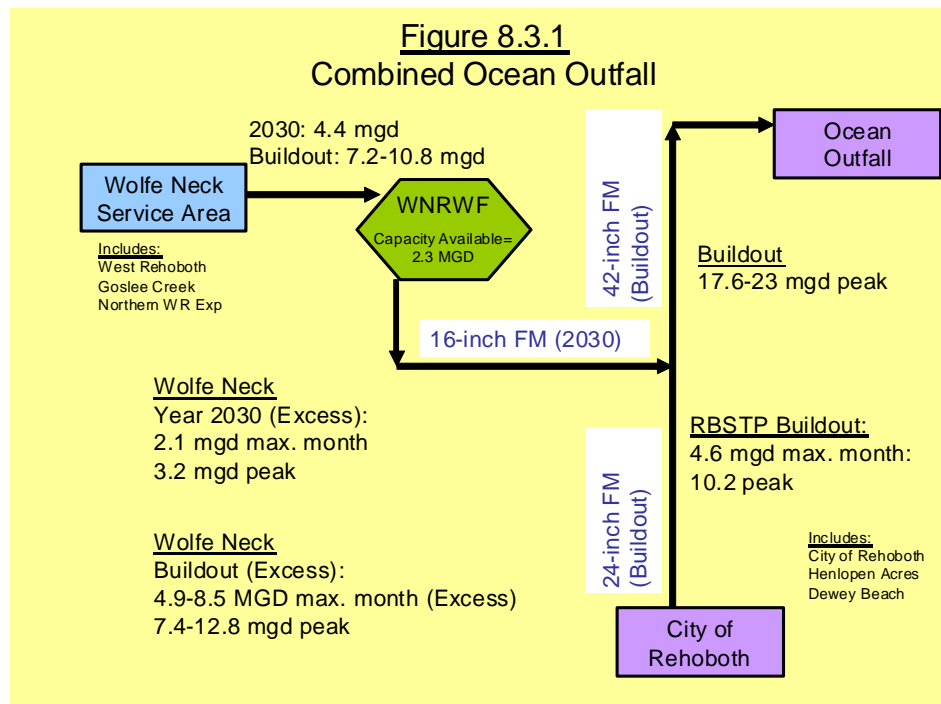 Figure 8.3.1
Combined Ocean Outfall
2030: 4.4 mgd
Buildout: 7.2-10.8 mgd
Wolfe Neck
Service Area
Includes:
West Rehoboth
Goslee Creek
Northern WR Exp
WNRWF
Capacity Available=
2.3 MGD
42-inch FM
(Buildout)
Ocean
Outfall
Buildout
17.6-23 mgd peak
16-inch FM (2030)
Wolfe Neck
Year 2030 (Excess):
2.1 mgd max. month
3.2 mgd peak
RBSTP Buildout:
4.6 mgd max. month:
10.2 peak
24-inch FM
(Buildout)
Wolfe Neck
Buildout (Excess):
4.9-8.5 MGD max. month (Excess)
7.4-12.8 mgd peak
Includes:
City of Rehoboth
Henlopen Acres
Dewey Beach
City of
Rehoboth